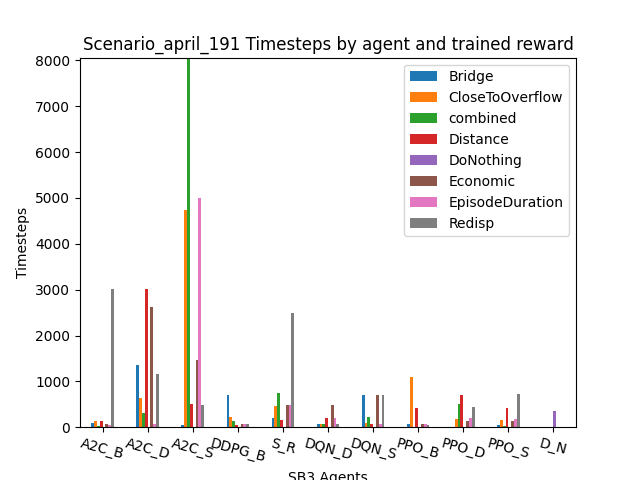 Scenario_april_191 Timesteps by agent and trained reward
8000
7000
6000
5000
4000
3000
2000
1000
0
Timesteps
Bridge
CloseToOverflow
combined
Distance
DoNothing
Economic
EpisodeDuration
Redisp
A2C_B
A2C_D
A2C_S
DDPG_B
S_R
DQN_D
DQN_S
PPO_B
PPO_D
PPO_S
D_N
SB3 Agents